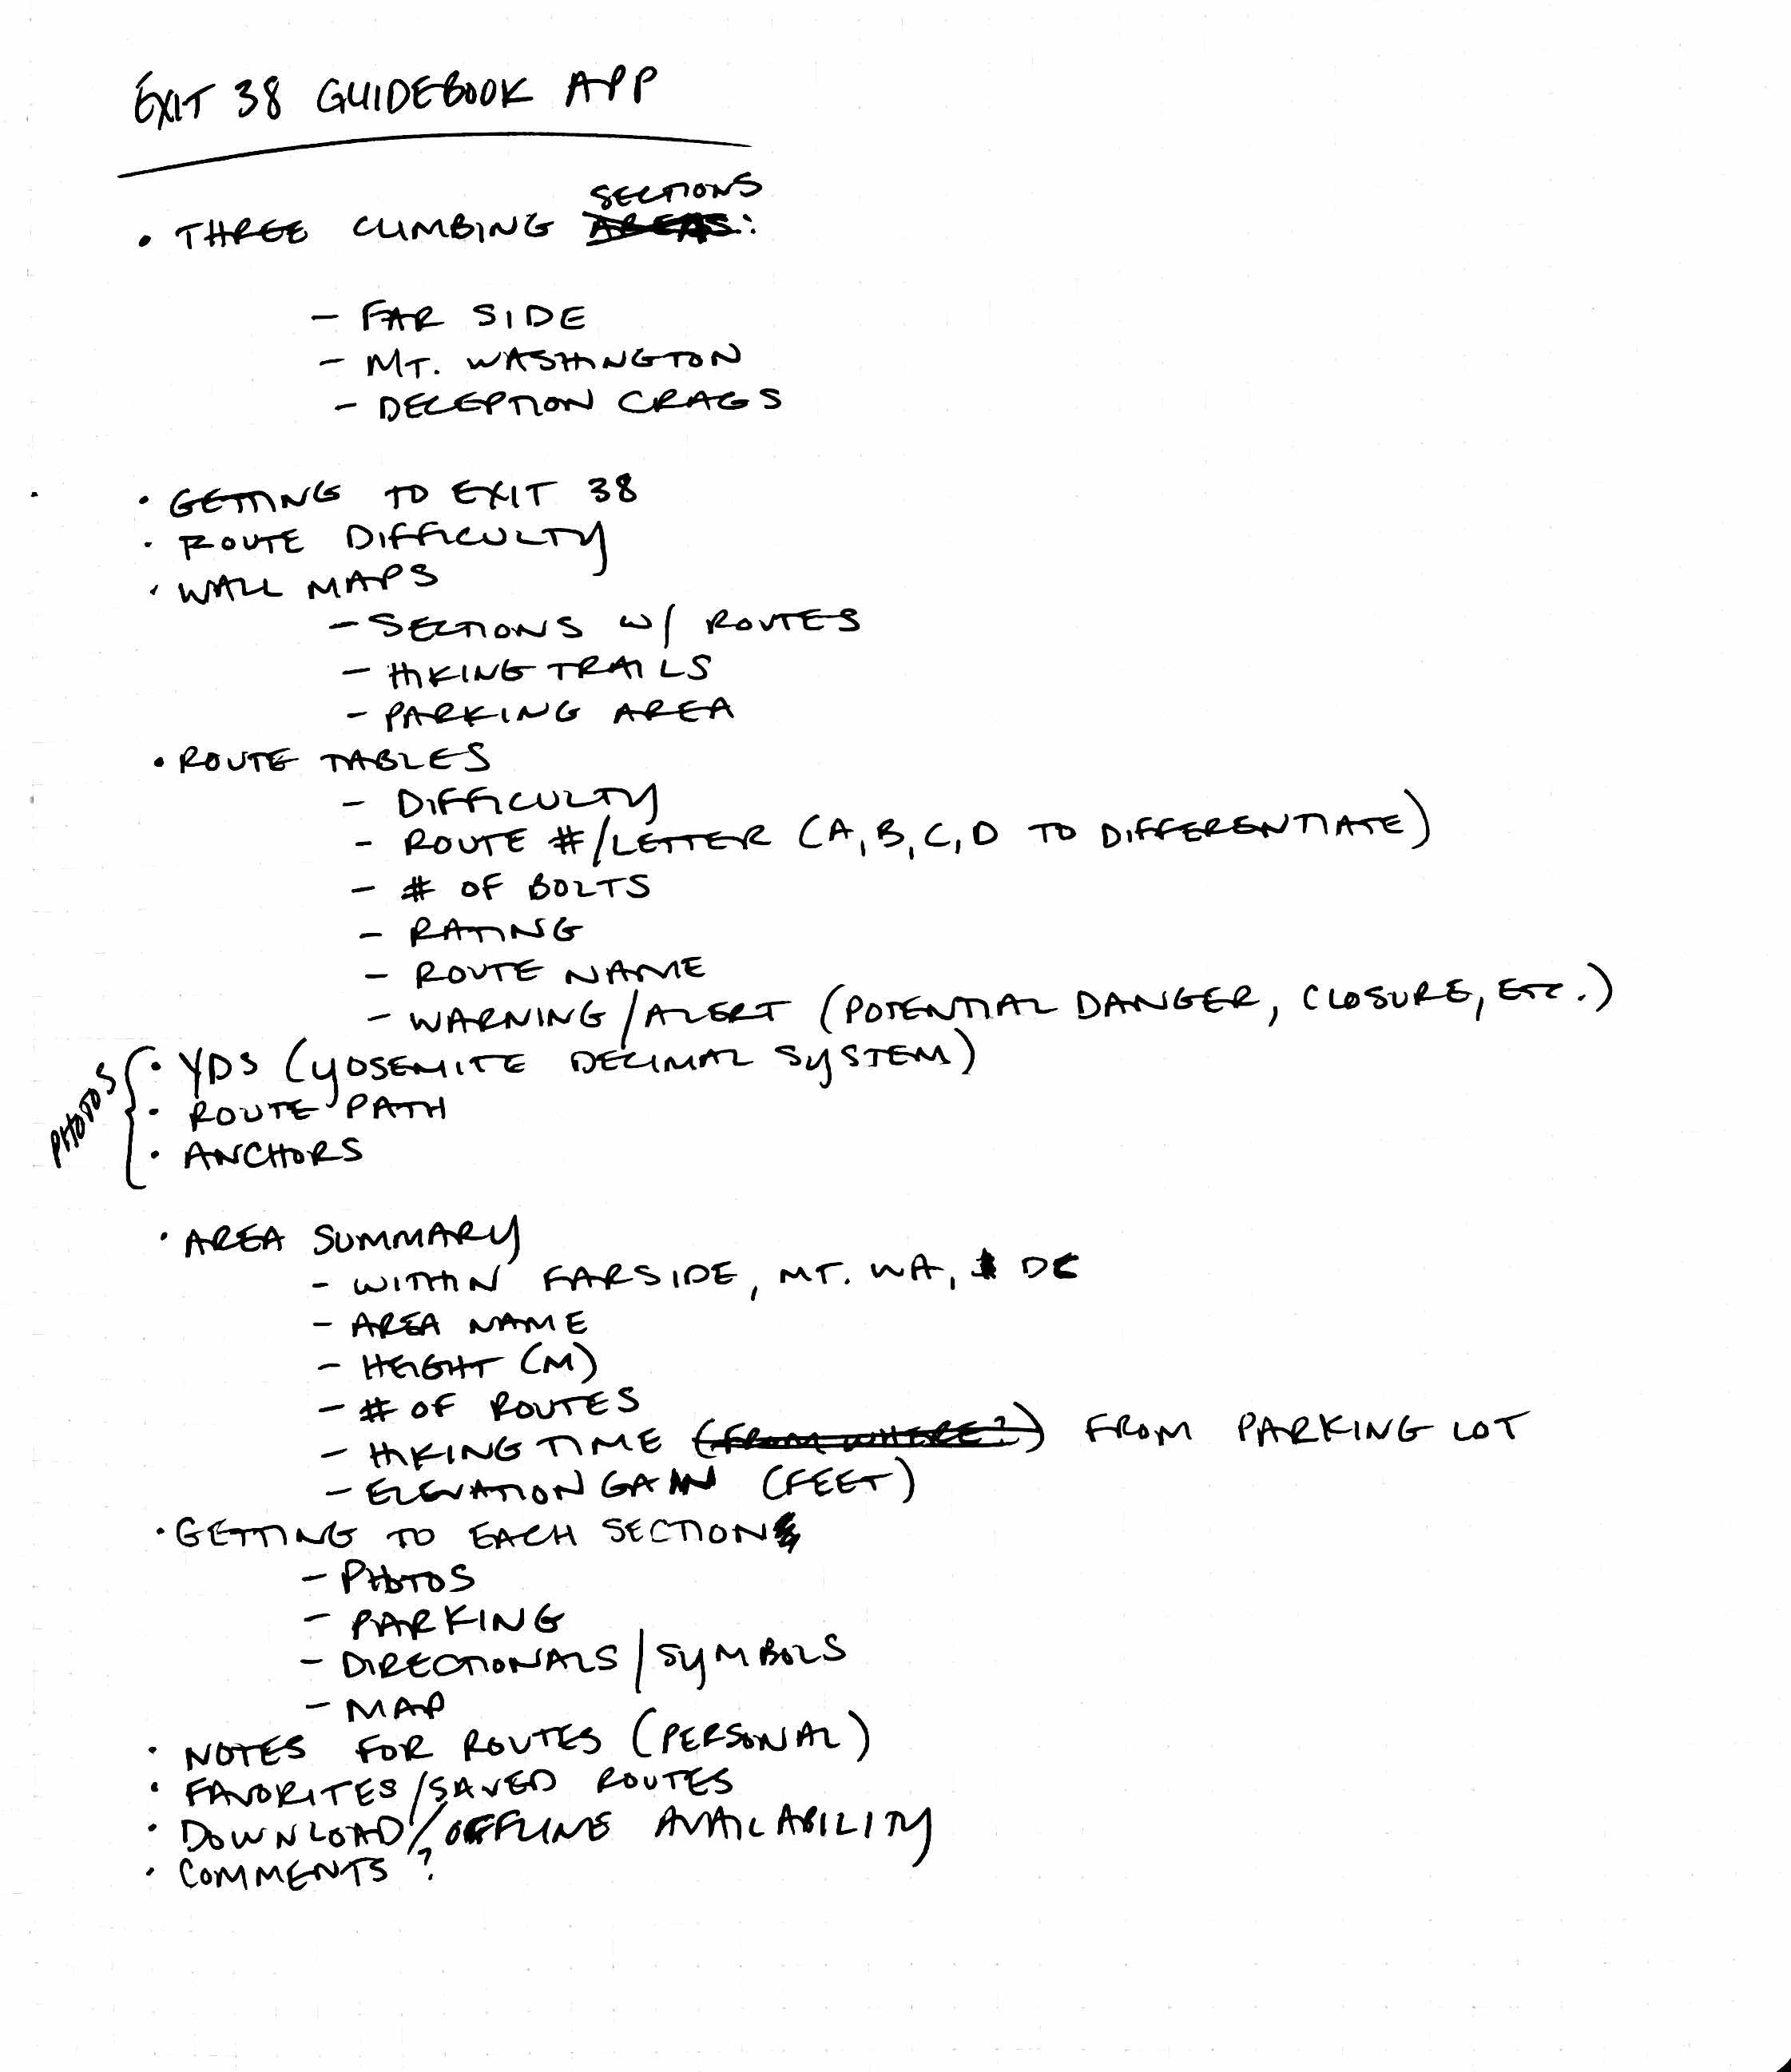 EXIT 38 GUIDEBOOK APP
SECTIONS
• THREE CLIMBING AREAS:
- FAR SIDE
- MT. WASHINGTON
- DECEPTION CRAGS
• GETTING TO EXIT 38
• ROUTE DIFFICULTY
• WALL MAPS
- SECTIONS W/ ROUTES
- HIKING TRAILS
- PARKING AREA
• ROUTE TABLES
- DIFFICULTY
- ROUTE #/LETTER (A, B, C, D TO DIFFERENTIATE)
- # OF BOLTS
- RATING
- ROUTE NAME
- WARNING/ALERT (POTENTIAL DANGER, CLOSURE, ETC.)
PHOTOS
• YDS (YOSEMITE DECIMAL SYSTEM)
• ROUTE PATH
• ANCHORS
• AREA SUMMARY
- WITHIN FARSIDE, MT. WA, & DC
- AREA NAME
- HEIGHT (M)
- # OF ROUTES
- HIKING TIME (FROM WHERE?) FROM PARKING LOT
- ELEVATION GAIN (FEET)
• GETTING TO EACH SECTION
- PHOTOS
- PARKING
- DIRECTIONALS/SYMBOLS
- MAP
• NOTES FOR ROUTES (PERSONAL)
• FAVORITES/SAVED ROUTES
• DOWNLOAD/OFFLINE AVAILABILITY
• COMMENTS?